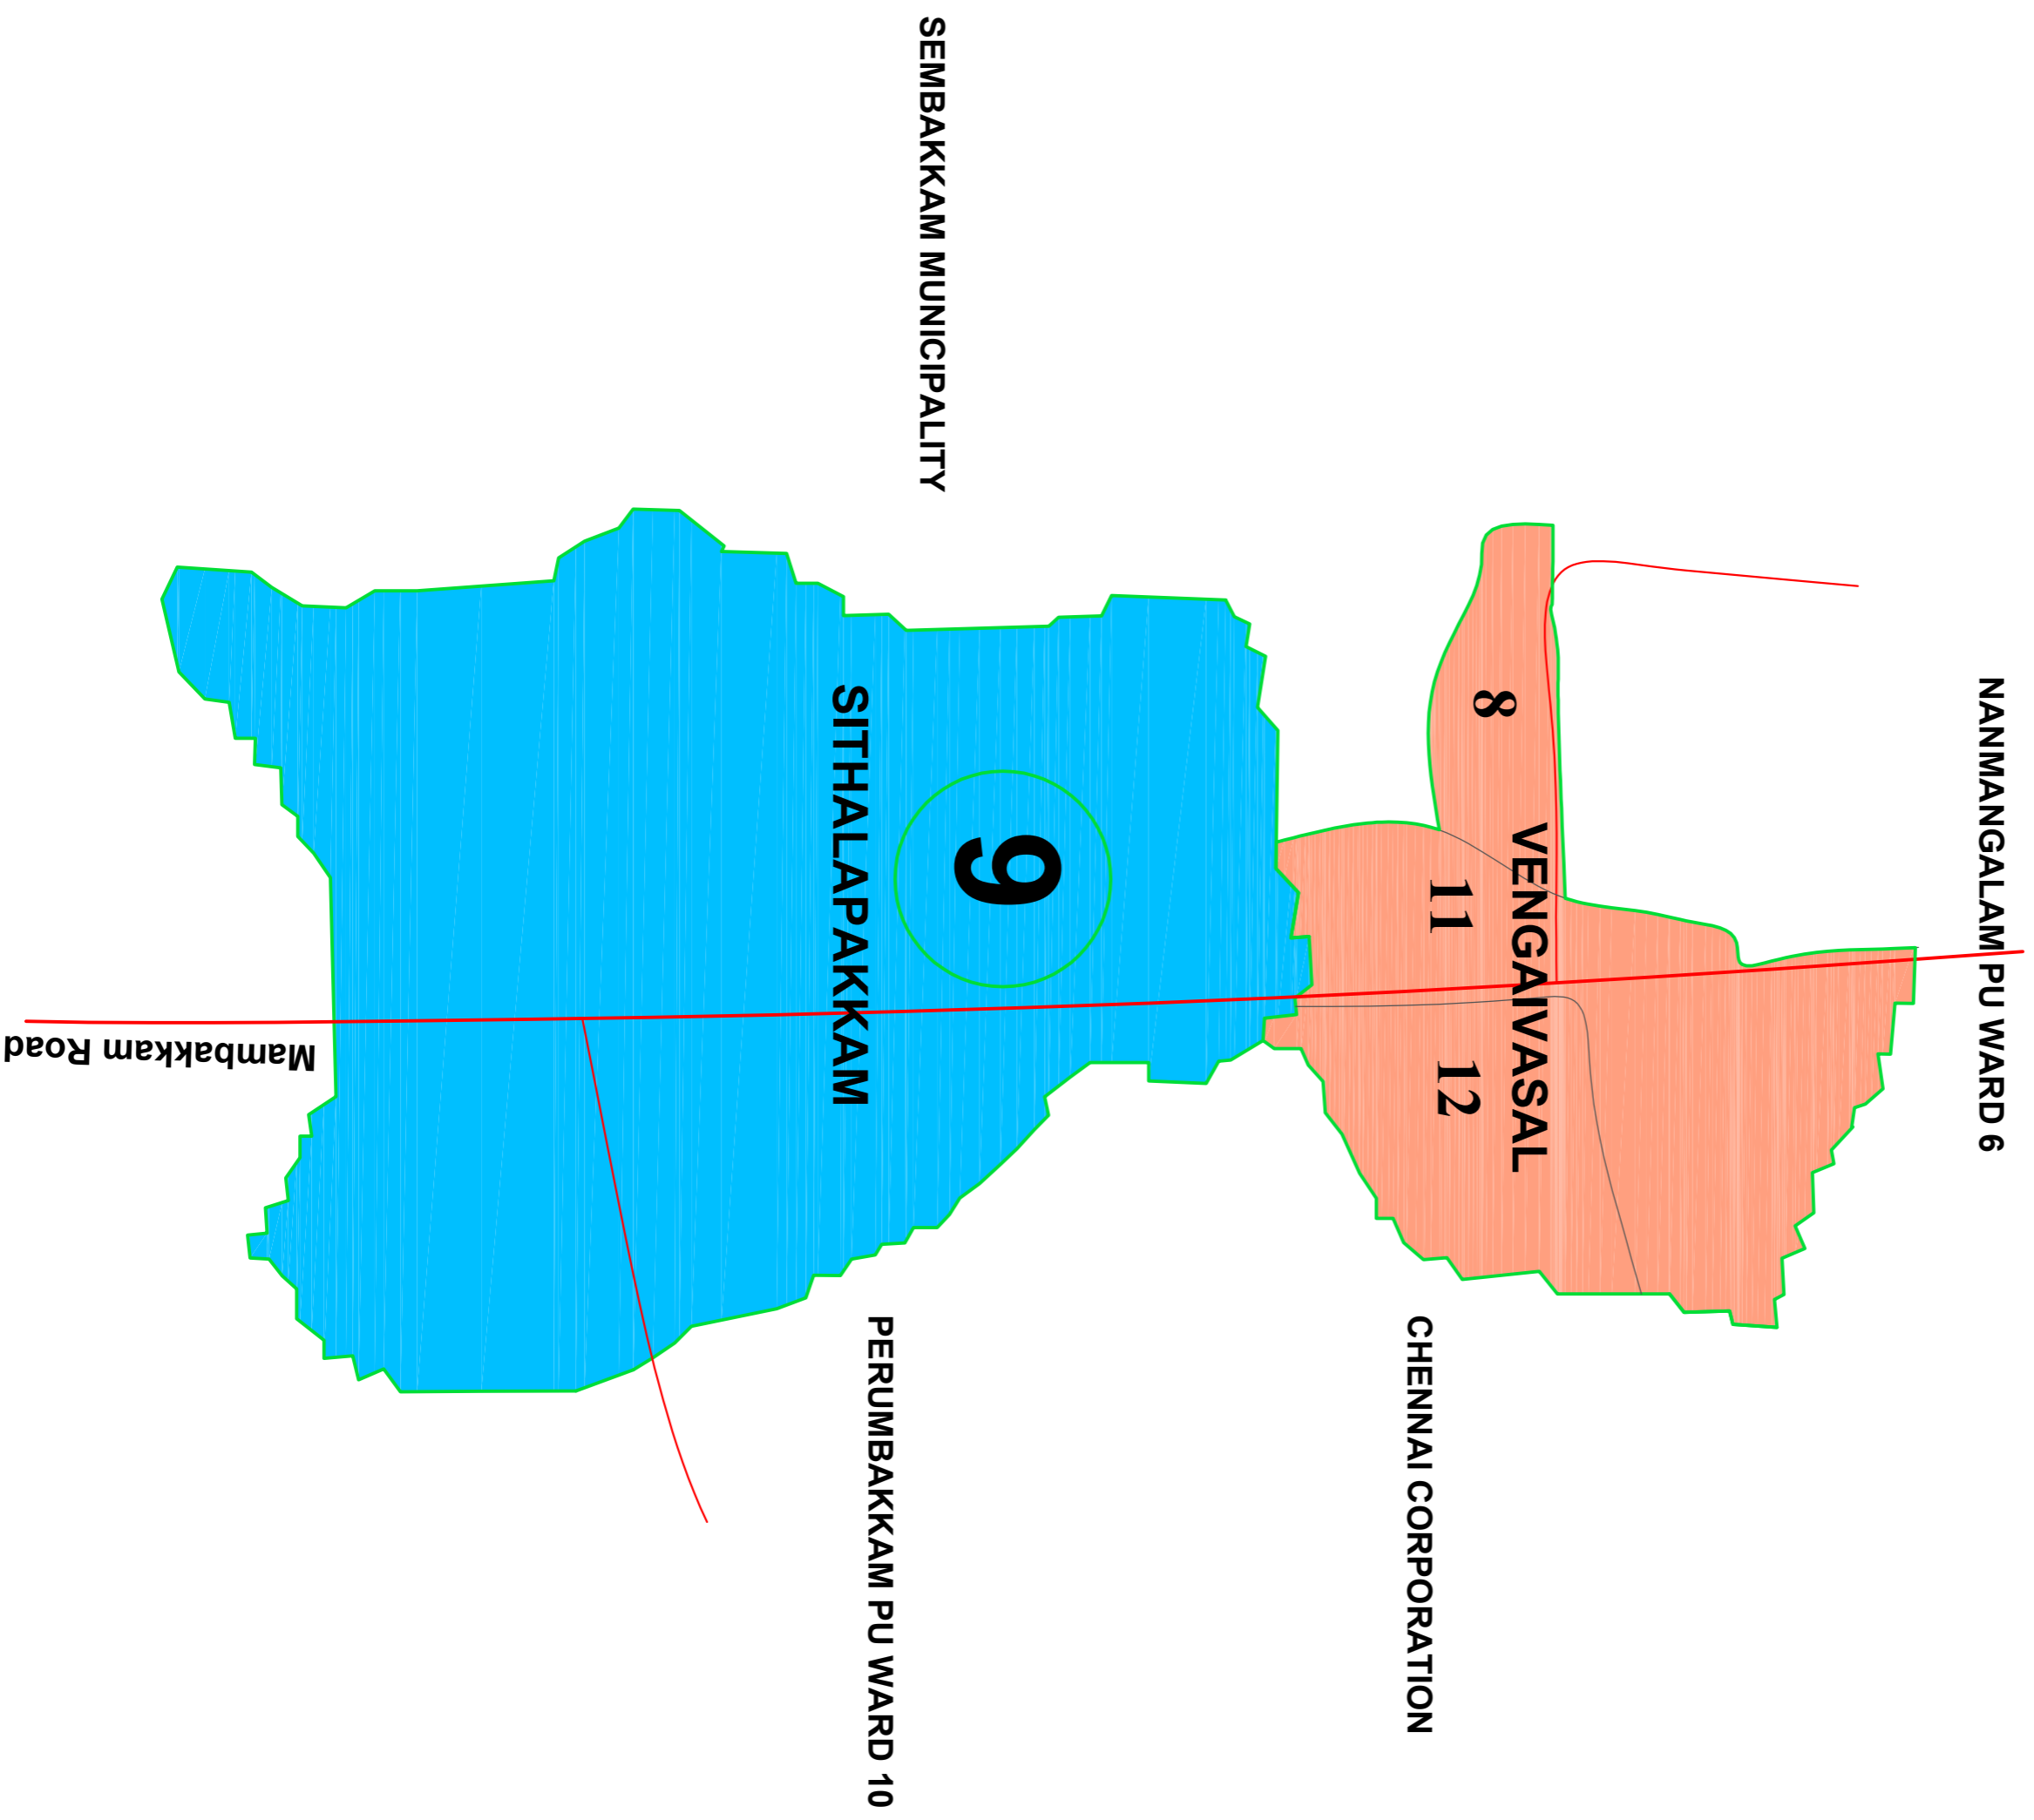 NANMANGALAM PU WARD 6
VENGAIVASAL
8
11
12
CHENNAI CORPORATION
SEMBAKKAM MUNICIPALITY
9
SITHALAPAKKAM
PERUMBAKKAM PU WARD 10
Mambakkam Road